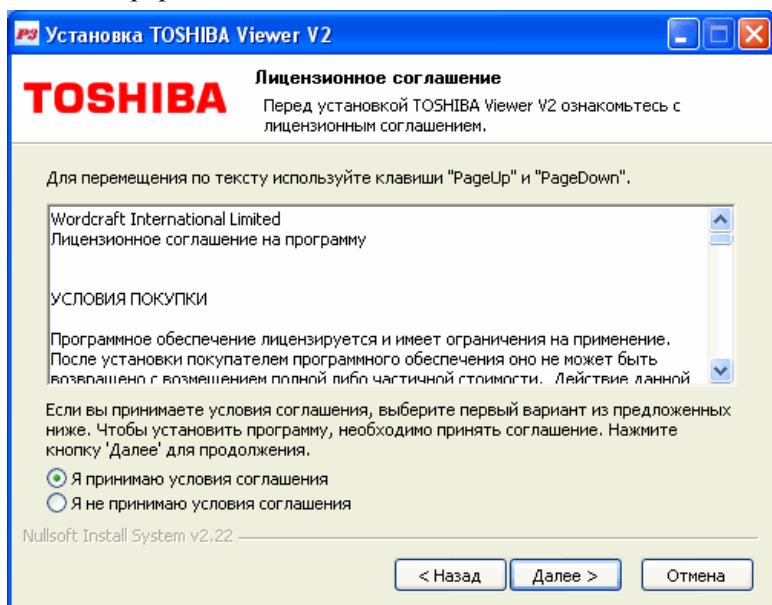 P3 Установка TOSHIBA Viewer V2
TOSHIBA
Лицензионное соглашение
Перед установкой TOSHIBA Viewer V2 ознакомьтесь с
лицензионным соглашением.
Для перемещения по тексту используйте клавиши "PageUp" и "PageDown".
Wordcraft International Limited
Лицензионное соглашение на программу
УСЛОВИЯ ПОКУПКИ
Программное обеспечение лицензируется и имеет ограничения на применение.
После установки покупателем программного обеспечения оно не может быть
возвращено с возмещением полной либо частичной стоимости. Действие данной
Если вы принимаете условия соглашения, выберите первый вариант из предложенных
ниже. Чтобы установить программу, необходимо принять соглашение. Нажмите
кнопку 'Далее' для продолжения.
Я принимаю условия соглашения
Я не принимаю условия соглашения
Nullsoft Install System v2.22
< Назад Далее > Отмена